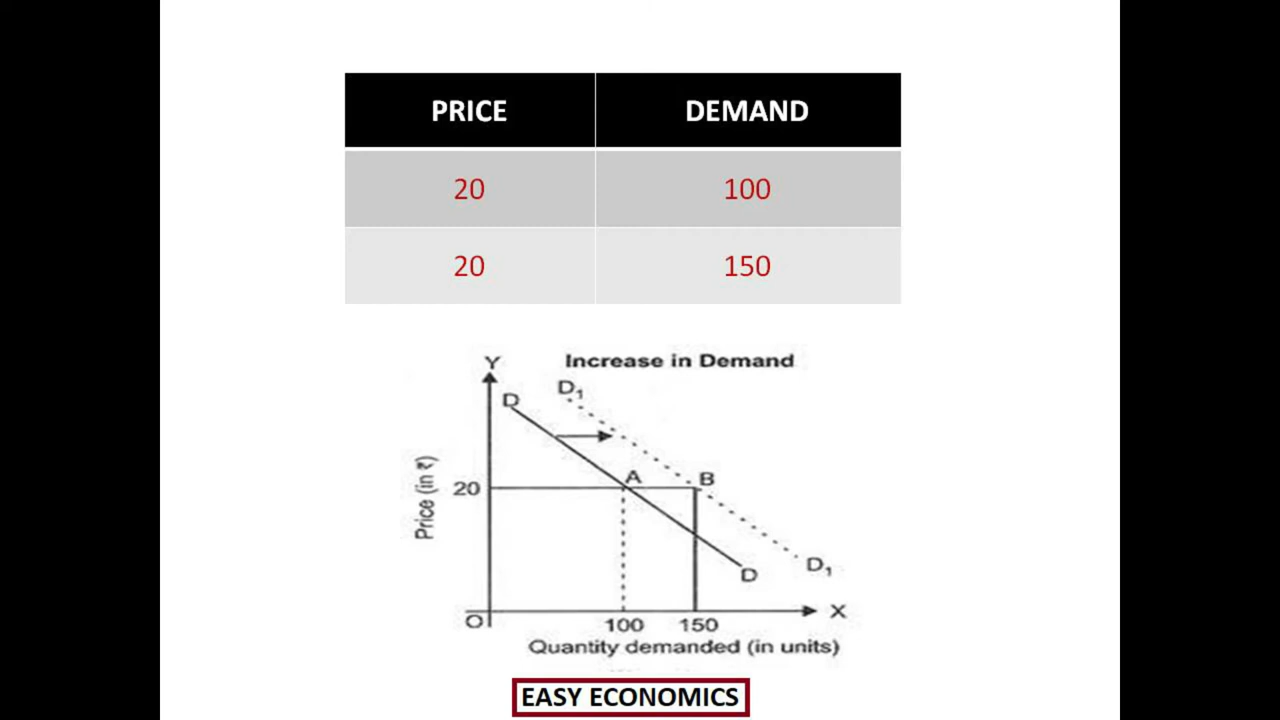 PRICE DEMAND
20 100
20 150
Increase in Demand
Y
D1
D
A
B
20
Price (in ₹)
D1
D
O
X
100 150
Quantity demanded (in units)
EASY ECONOMICS